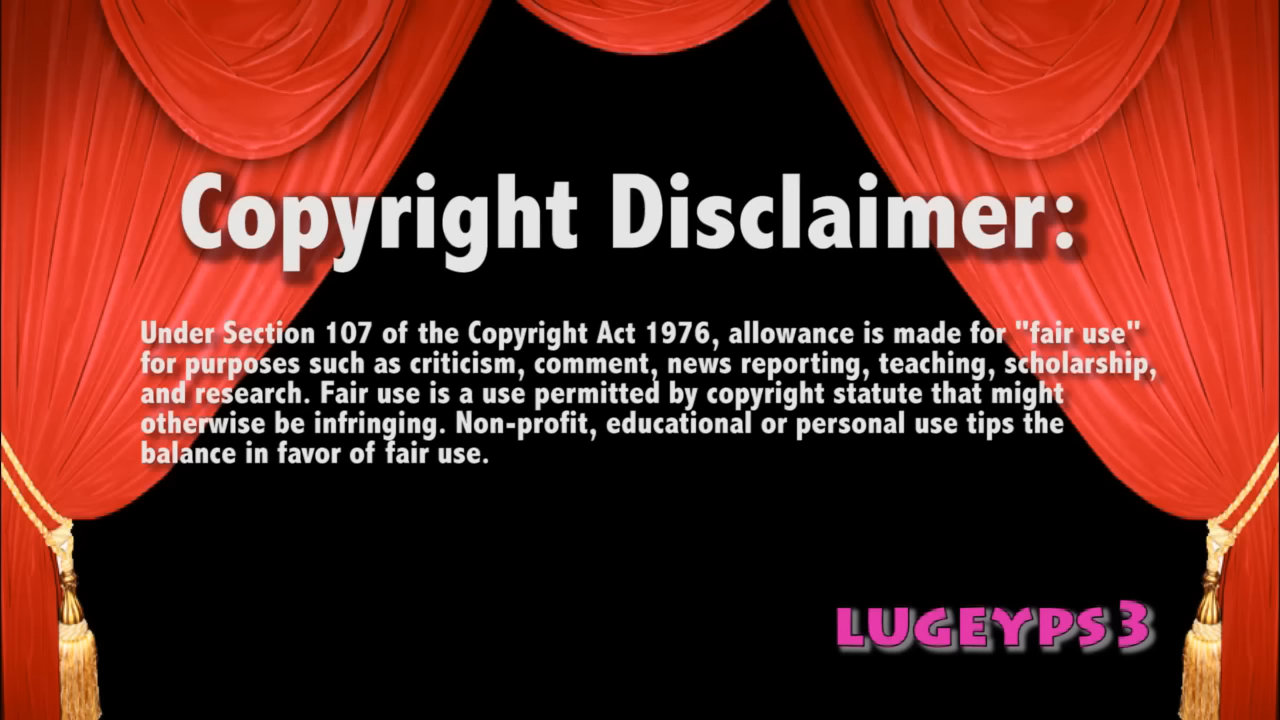 Copyright Disclaimer:
Under Section 107 of the Copyright Act 1976, allowance is made for "fair use"
for purposes such as criticism, comment, news reporting, teaching, scholarship,
and research. Fair use is a use permitted by copyright statute that might
otherwise be infringing. Non-profit, educational or personal use tips the
balance in favor of fair use.
LUGEYPS3